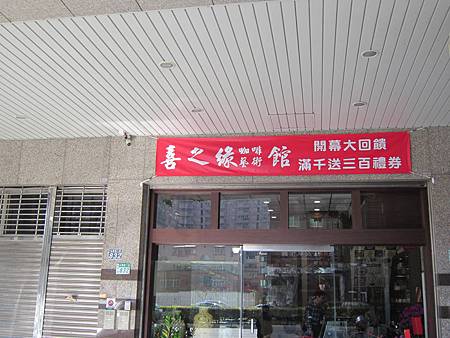 喜之緣咖啡藝術館
開幕大回饋
滿千送三百禮券